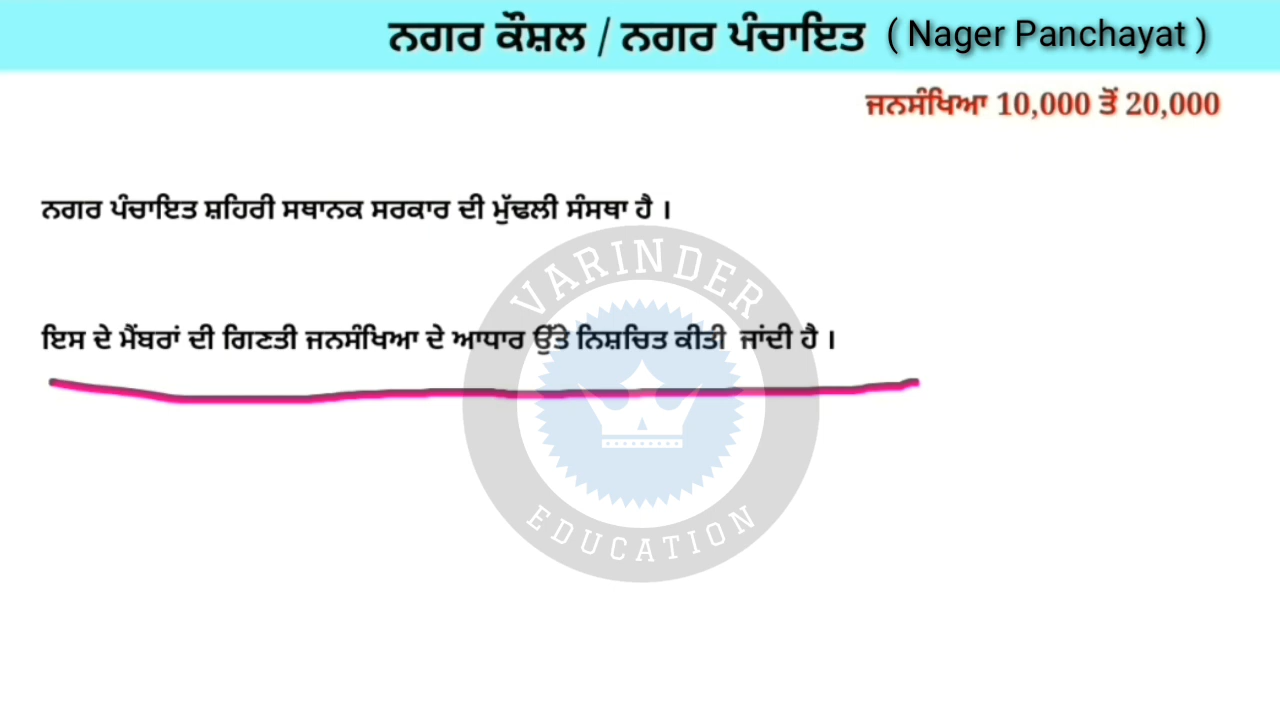 ਨਗਰ ਕੌਸ਼ਲ / ਨਗਰ ਪੰਚਾਇਤ ( Nager Panchayat )
ਜਨਸੰਖਿਆ 10,000 ਤੋਂ 20,000
ਨਗਰ ਪੰਚਾਇਤ ਸ਼ਹਿਰੀ ਸਥਾਨਕ ਸਰਕਾਰ ਦੀ ਮੁੱਢਲੀ ਸੰਸਥਾ ਹੈ ।
VARINDER
ਇਸ ਦੇ ਮੈਂਬਰਾਂ ਦੀ ਗਿਣਤੀ ਜਨਸੰਖਿਆ ਦੇ ਆਧਾਰ ਉੱਤੇ ਨਿਸ਼ਚਿਤ ਕੀਤੀ ਜਾਂਦੀ ਹੈ ।
EDUCATION